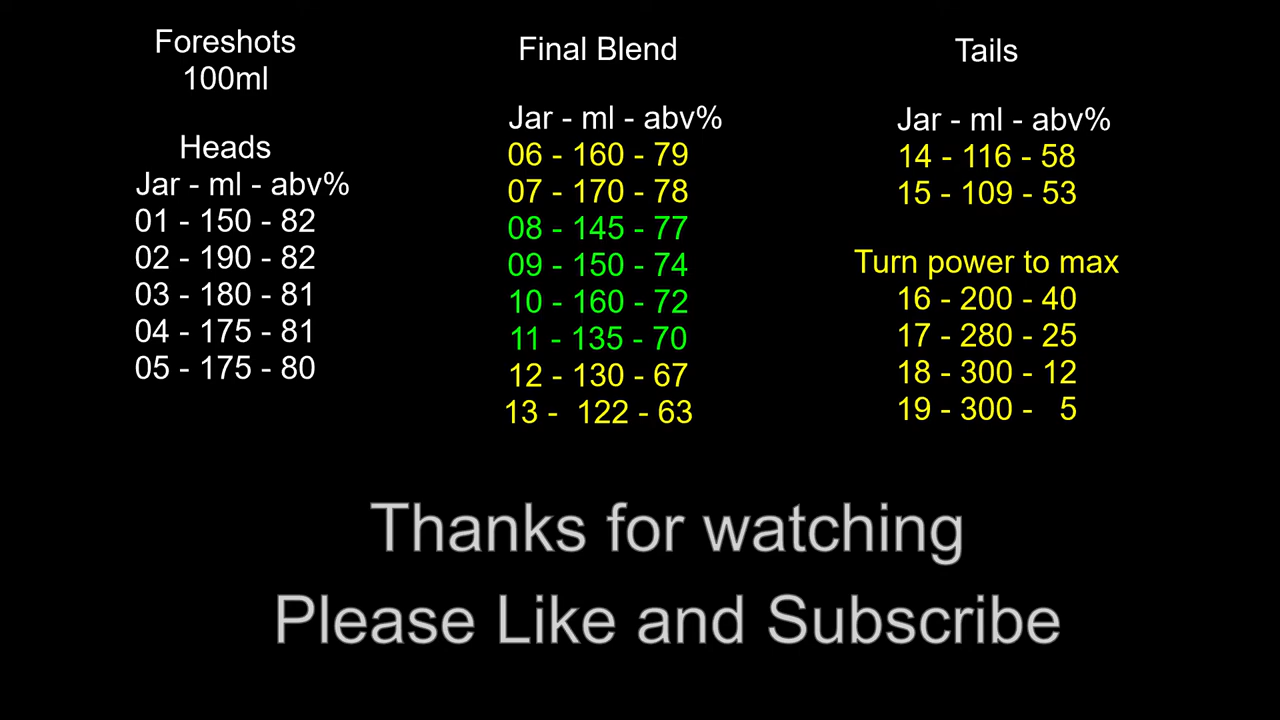 Foreshots
100ml
Heads
Jar - ml - abv%
01 - 150 - 82
02 - 190 - 82
03 - 180 - 81
04 - 175 - 81
05 - 175 - 80
Final Blend
Jar - ml - abv%
06 - 160 - 79
07 - 170 - 78
08 - 145 - 77
09 - 150 - 74
10 - 160 - 72
11 - 135 - 70
12 - 130 - 67
13 - 122 - 63
Tails
Jar - ml - abv%
14 - 116 - 58
15 - 109 - 53
Turn power to max
16 - 200 - 40
17 - 280 - 25
18 - 300 - 12
19 - 300 - 5
Thanks for watching
Please Like and Subscribe